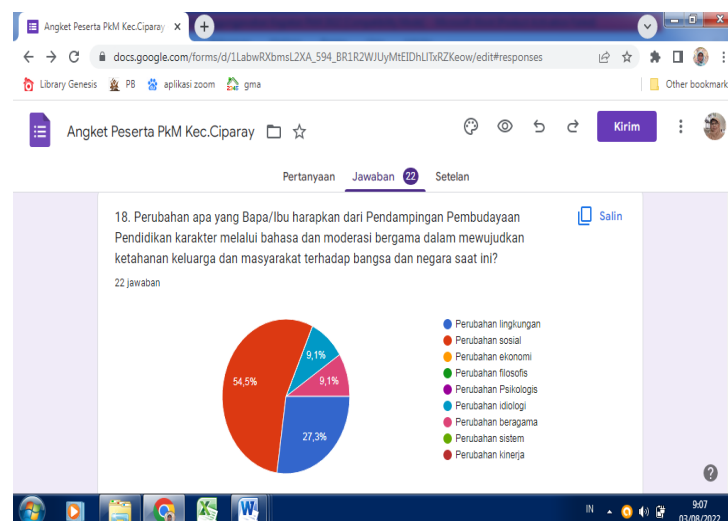 Angket Peserta PkM Kec.Ciparay
docs.google.com/forms/d/1LabwRXbmsL2XA_594_BR1R2WJUyMtEIDhLITxRZKeow/edit#responses
Library Genesis PB aplikasi zoom gma Other bookmark
Angket Peserta PkM Kec.Ciparay Kirim
Pertanyaan Jawaban 22 Setelan
18. Perubahan apa yang Bapa/Ibu harapkan dari Pendampingan Pembudayaan Salin
Pendidikan karakter melalui bahasa dan moderasi bergama dalam mewujudkan
ketahanan keluarga dan masyarakat terhadap bangsa dan negara saat ini?
22 jawaban
54,5%
9,1%
9,1%
27,3%
Perubahan lingkungan
Perubahan sosial
Perubahan ekonomi
Perubahan filosofis
Perubahan Psikologis
Perubahan idiologi
Perubahan beragama
Perubahan sistem
Perubahan kinerja
IN 9:07
03/08/2022